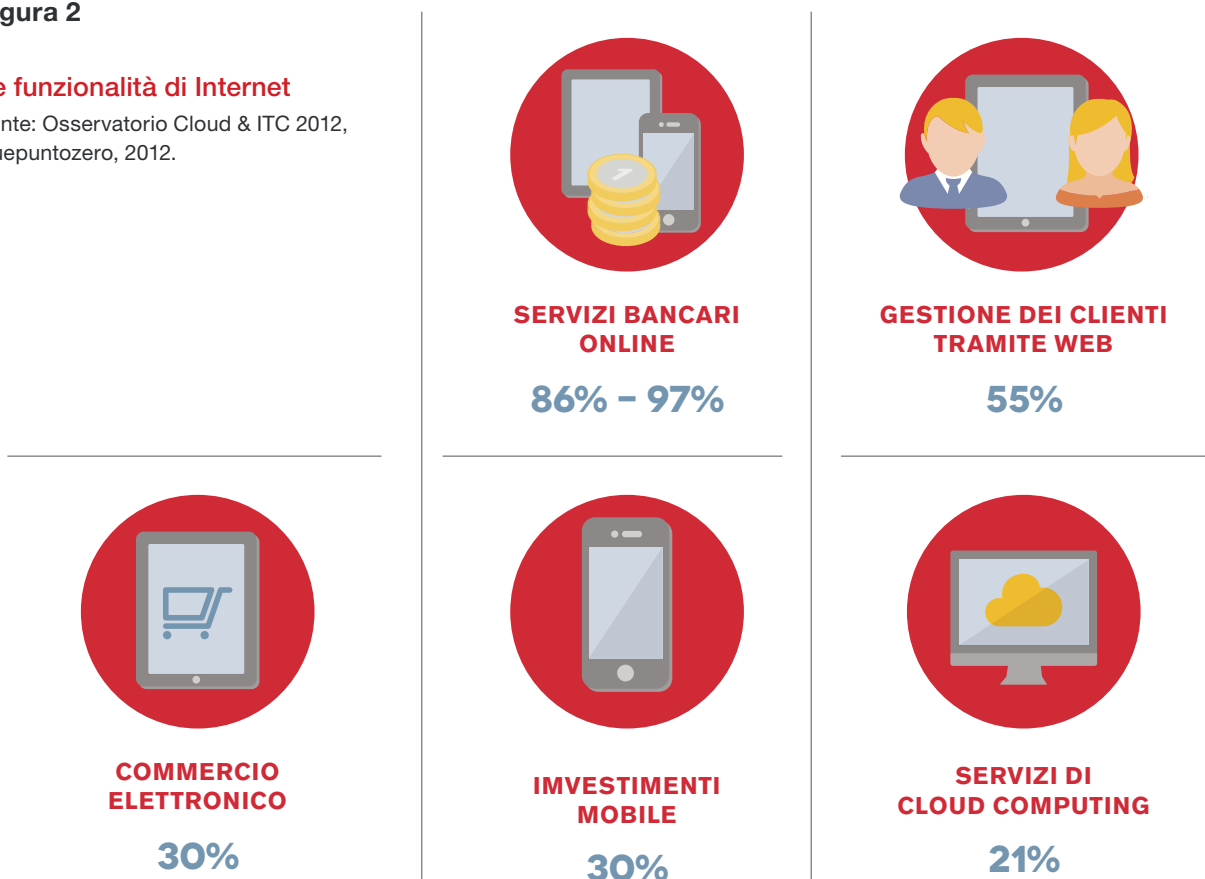 gura 2
e funzionalità di Internet
nte: Osservatorio Cloud & ITC 2012,
uepuntozero, 2012.
SERVIZI BANCARI
ONLINE
86% – 97%
GESTIONE DEI CLIENTI
TRAMITE WEB
55%
COMMERCIO
ELETTRONICO
30%
IMVESTIMENTI
MOBILE
30%
SERVIZI DI
CLOUD COMPUTING
21%